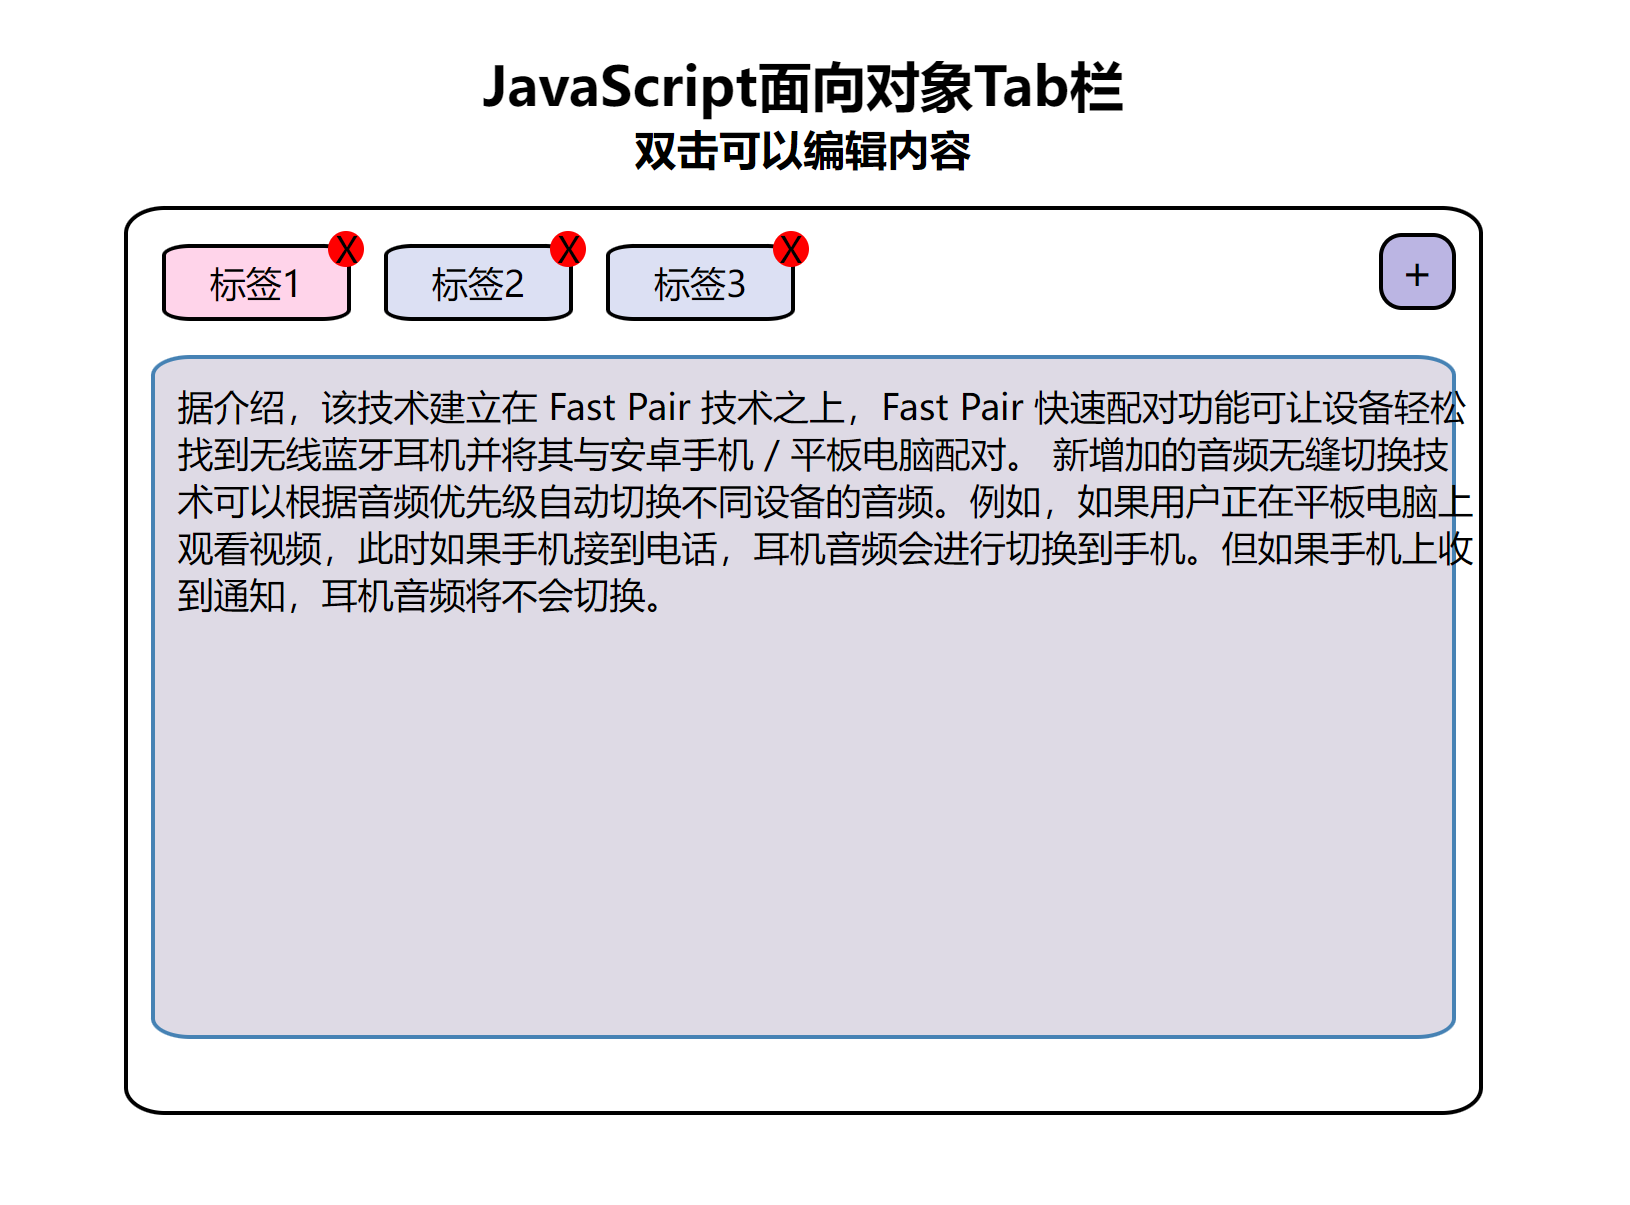 JavaScript面向对象Tab栏
双击可以编辑内容
标签1 X 标签2 X 标签3 X +
据介绍，该技术建立在 Fast Pair 技术之上，Fast Pair 快速配对功能可让设备轻松
找到无线蓝牙耳机并将其与安卓手机 / 平板电脑配对。 新增加的音频无缝切换技
术可以根据音频优先级自动切换不同设备的音频。例如，如果用户正在平板电脑上
观看视频，此时如果手机接到电话，耳机音频会进行切换到手机。但如果手机上收
到通知，耳机音频将不会切换。